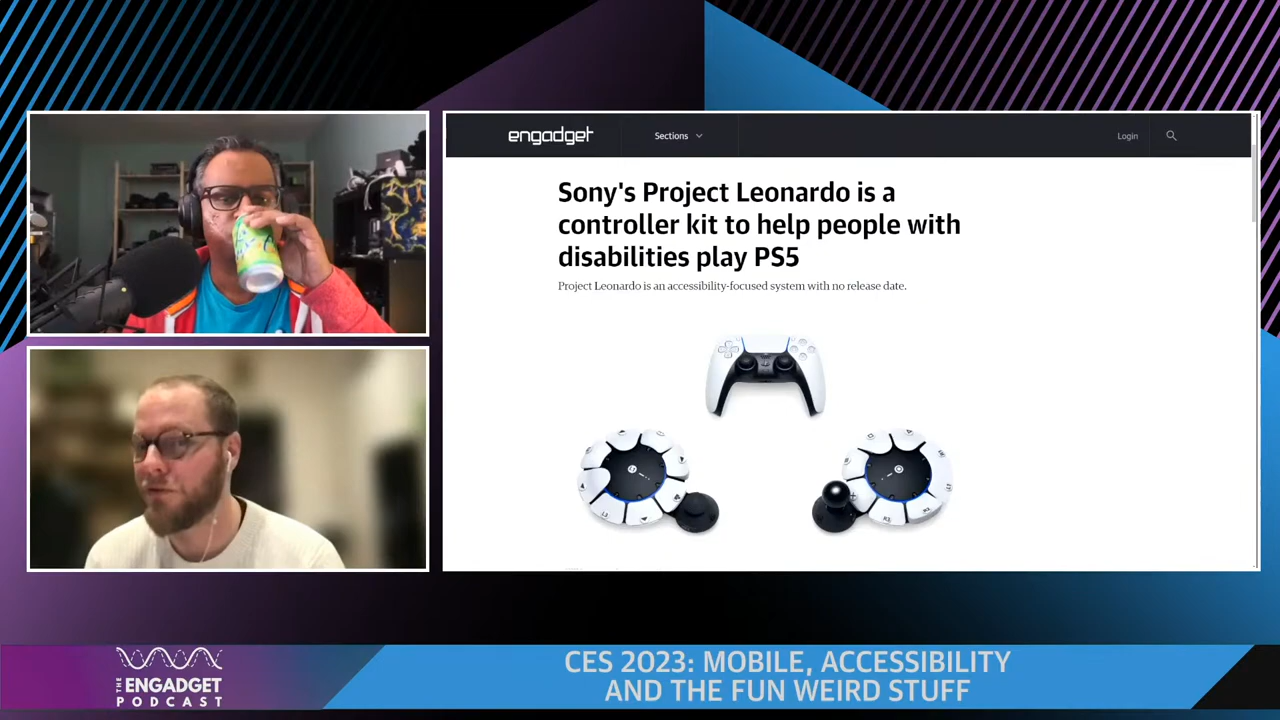 engadget
Sections
Login
Sony's Project Leonardo is a
controller kit to help people with
disabilities play PS5
Project Leonardo is an accessibility-focused system with no release date.
THE
ENGADGET
PODCAST
CES 2023: MOBILE, ACCESSIBILITY
AND THE FUN WEIRD STUFF